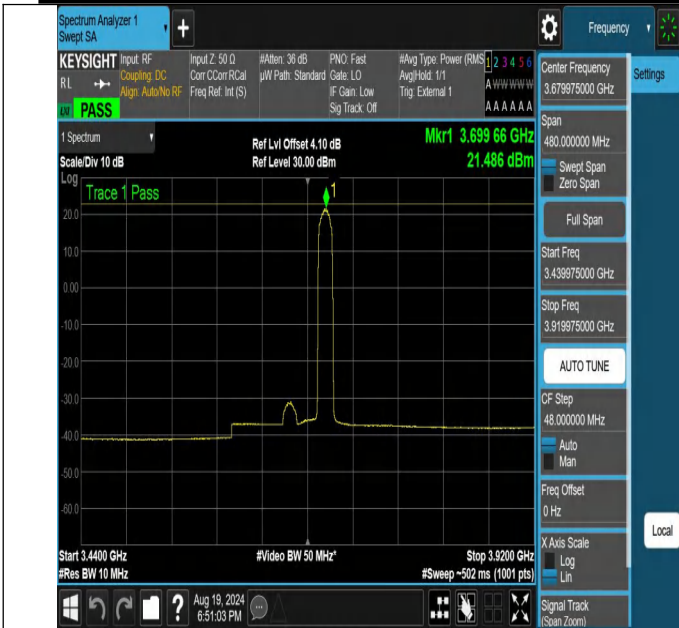 Spectrum Analyzer 1
Swept SA
Frequency
KEYSIGHT
RL
PASS
Input: RF
Coupling: DC
Align: Auto/No RF
Input Z: 50 Ω
Corr CCorr RCal
Freq Ref: Int (S)
#Atten: 36 dB
µW Path: Standard
PNO: Fast
Gate: LO
IF Gain: Low
Sig Track: Off
#Avg Type: Power (RMS
Avg|Hold: 1/1
Trig: External 1
1 2 3 4 5 6
A W W W W W
A A A A A A
1 Spectrum
Scale/Div 10 dB
Ref Lvl Offset 4.10 dB
Ref Level 30.00 dBm
Mkr1 3.699 66 GHz
21.486 dBm
Log
Trace 1 Pass
1
20.0
10.0
0.00
-10.0
-20.0
-30.0
-40.0
-50.0
-60.0
Start 3.4400 GHz
#Res BW 10 MHz
#Video BW 50 MHz*
Stop 3.9200 GHz
#Sweep ~502 ms (1001 pts)
Center Frequency
3.679975000 GHz
Settings
Span
480.000000 MHz
Swept Span
Zero Span
Full Span
Start Freq
3.439975000 GHz
Stop Freq
3.919975000 GHz
AUTO TUNE
CF Step
48.000000 MHz
Auto
Man
Freq Offset
0 Hz
X Axis Scale
Log
Lin
Local
Signal Track
(Span Zoom)
?
Aug 19, 2024
6:51:03 PM